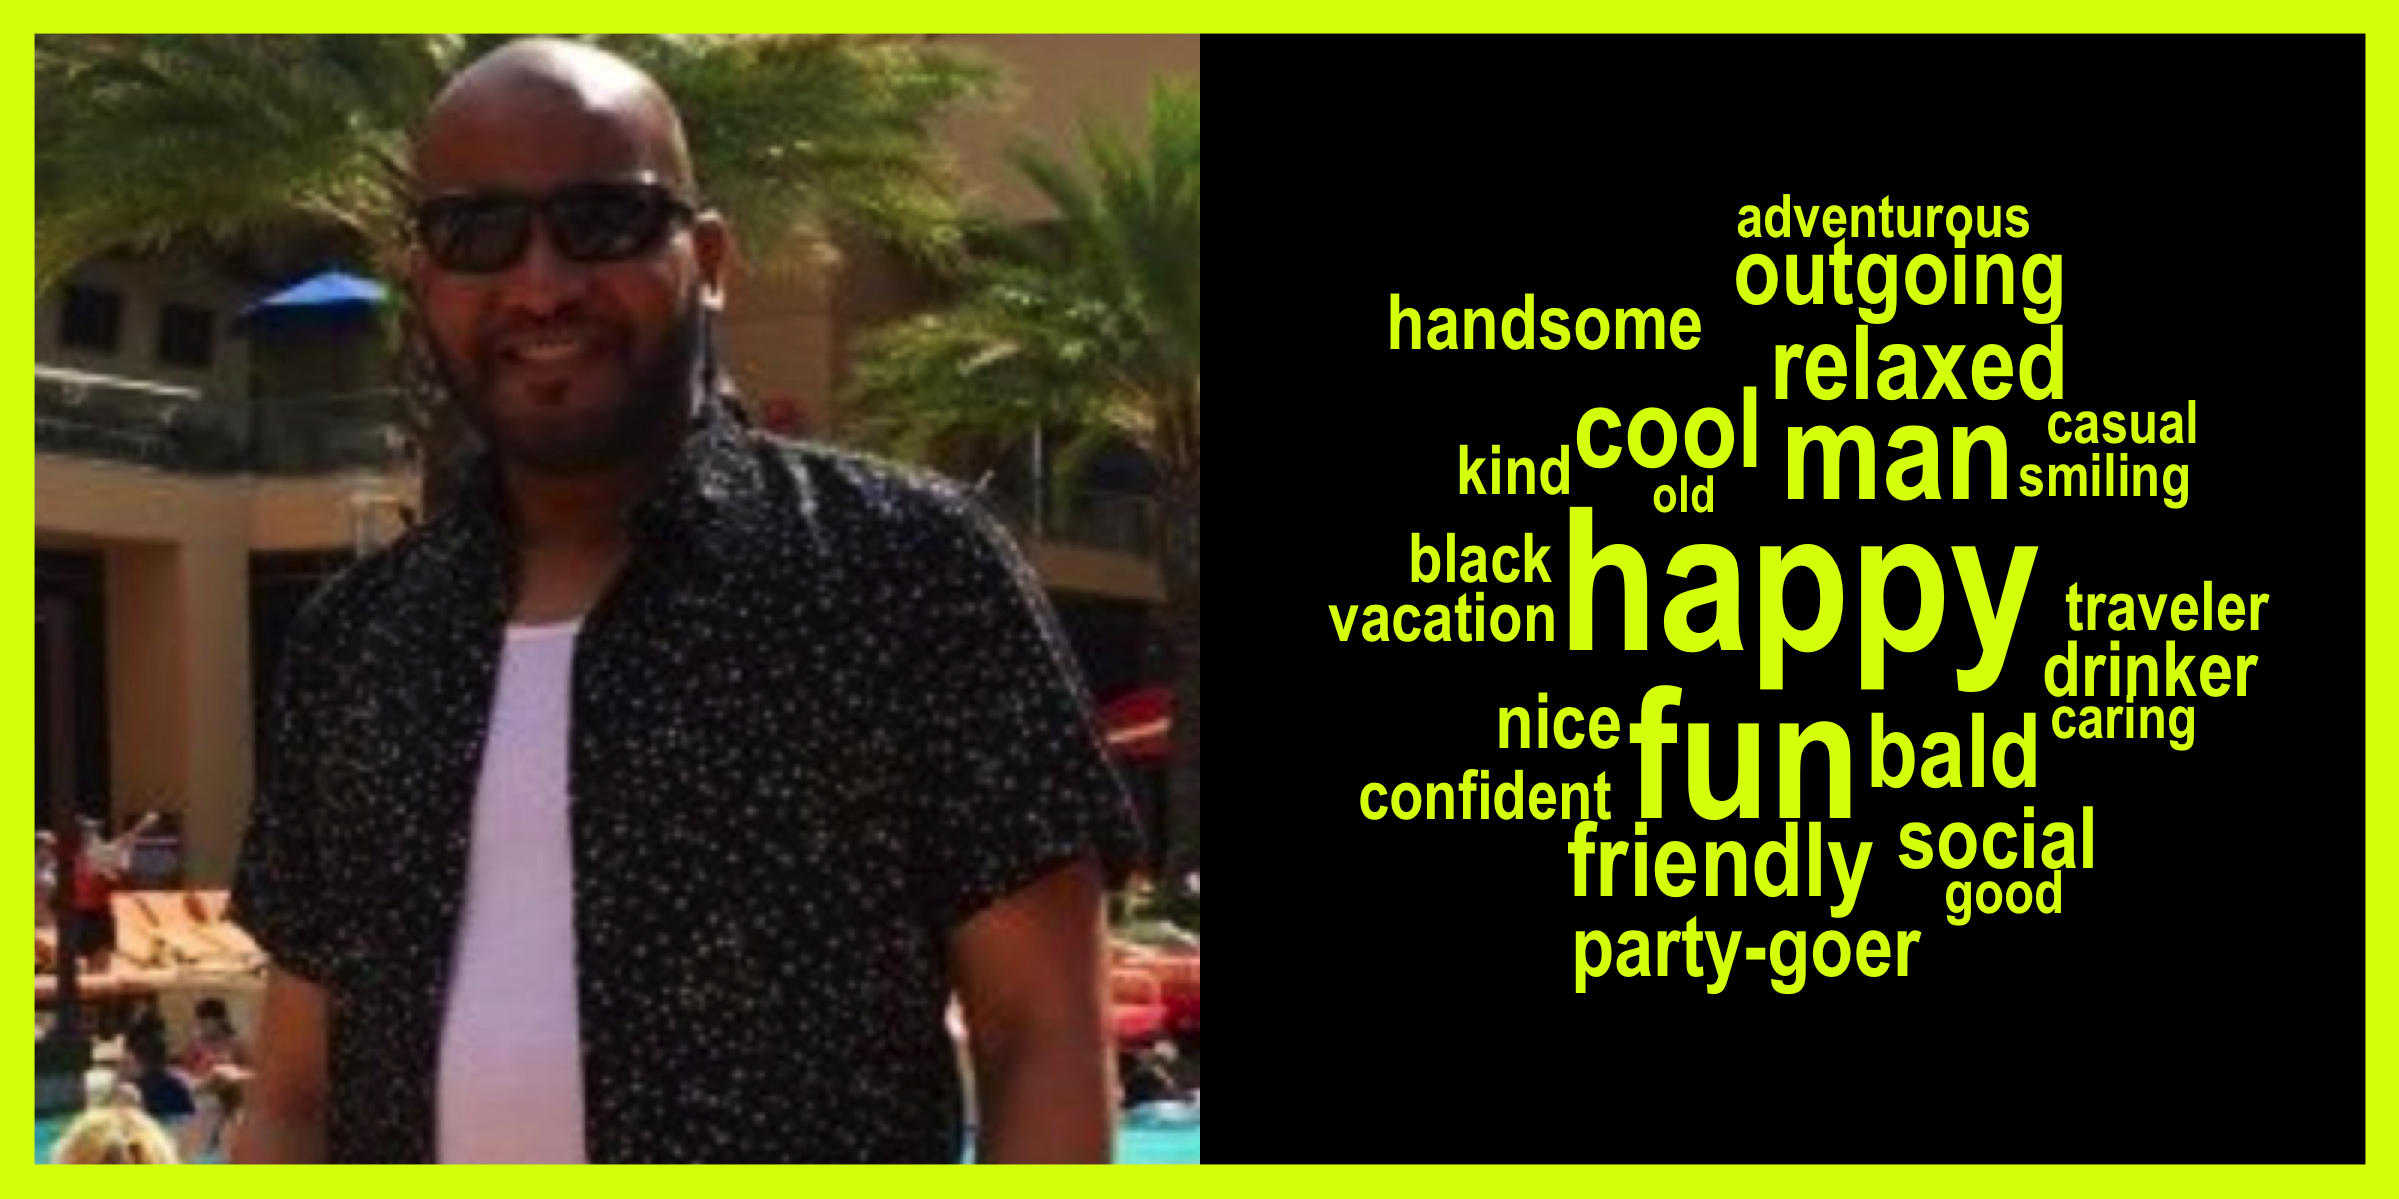 adventurous
outgoing
handsome
relaxed
cool
man
casual
kind
smiling
old
happy
black
vacation
traveler
drinker
nice
fun
bald
caring
confident
friendly
social
good
party-goer